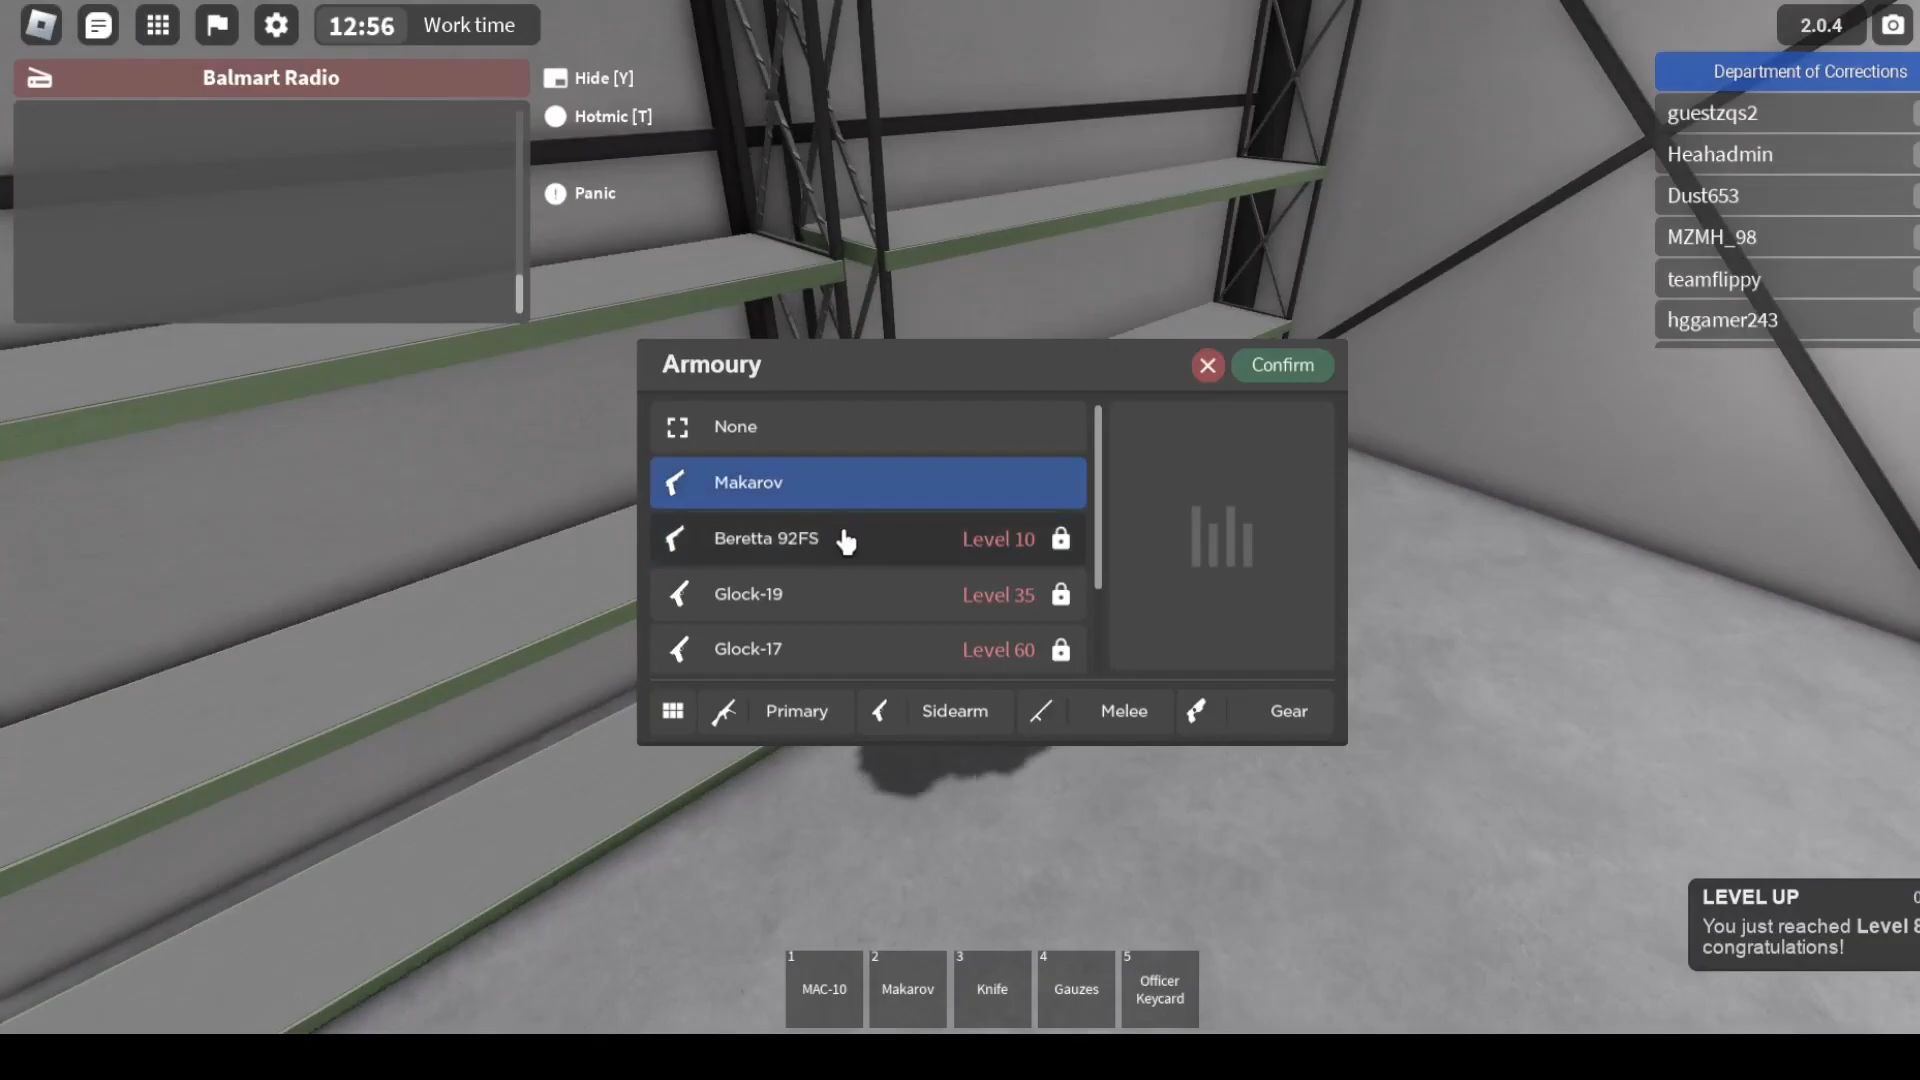 12:56 Work time
2.0.4
Balmart Radio
Hide [Y]
Hotmic [T]
Panic
Department of Corrections
guestzqs2
Heahadmin
Dust653
MZMH_98
teamflippy
hggamer243
Armoury
Confirm
None
Makarov
Beretta 92FS Level 10
Glock-19 Level 35
Glock-17 Level 60
Primary Sidearm Melee Gear
LEVEL UP
You just reached Level 8
congratulations!
1 MAC-10
2 Makarov
3 Knife
4 Gauzes
5 Officer
Keycard